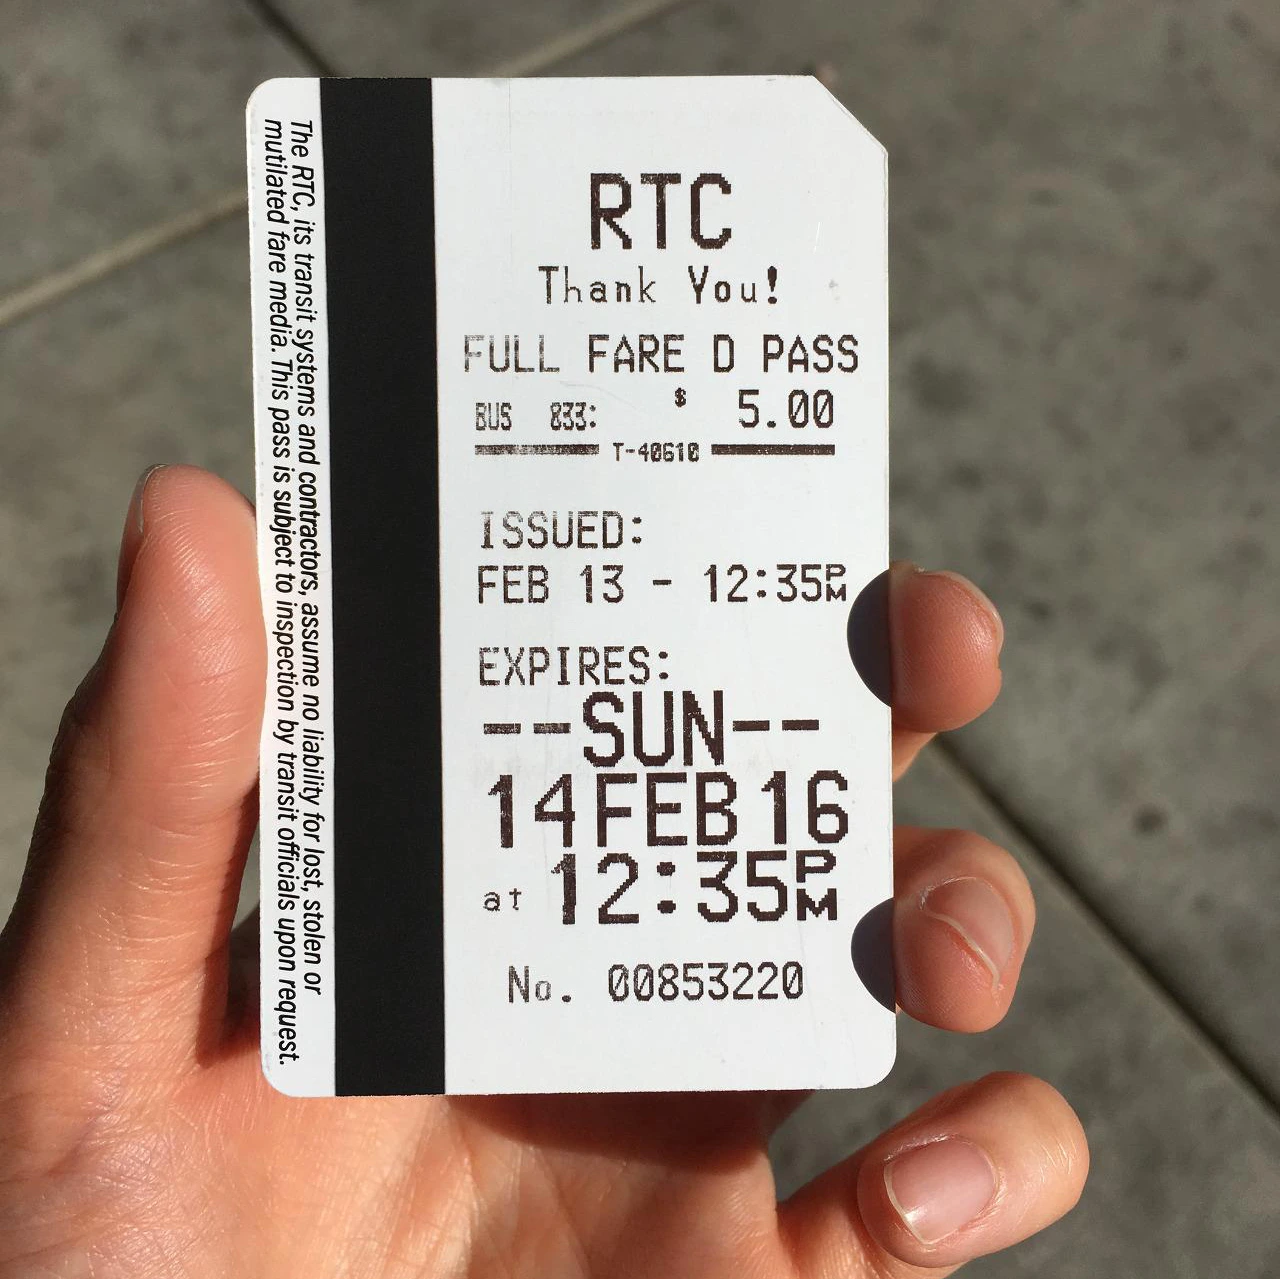 The RTC, its transit systems and contractors, assume no liability for lost, stolen or
mutilated fare media. This pass is subject to inspection by transit officials upon request.
RTC
Thank You!
FULL FARE D PASS
BUS 833: $ 5.00
T-40610
ISSUED:
FEB 13 - 12:35PM
EXPIRES:
--SUN--
14FEB16
at 12:35PM
No. 00853220